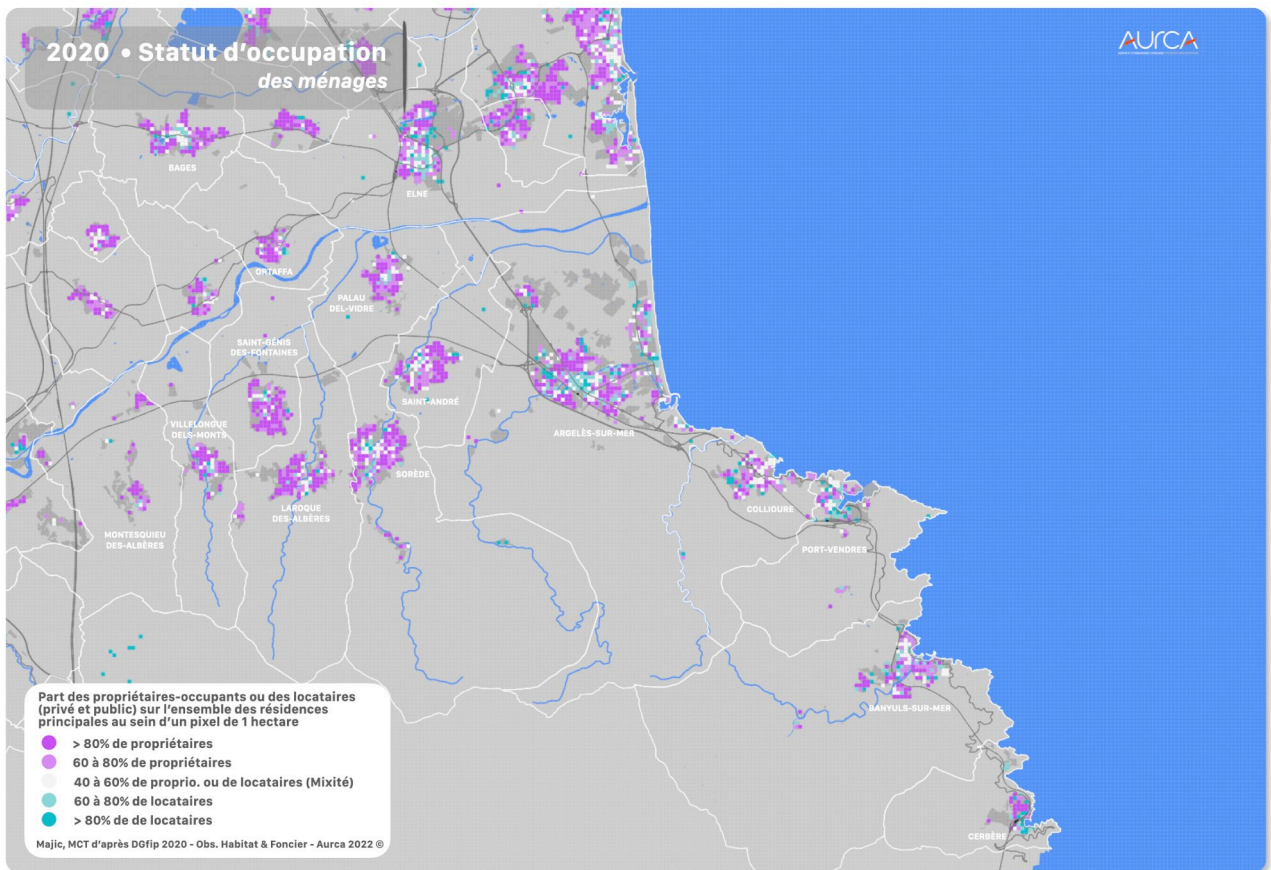 2020 • Statut d'occupation
des ménages
AURCA
BAGES
ELNE
ORTAFFA
PALAU
DEL-VIDRE
SAINT-GÉNIS
DES-FONTAINES
SAINT-ANDRÉ
VILLELONGUE
DELS-MONTS
ARGELÈS-SUR-MER
SORÈDE
LAROQUE
DES-ALBÈRES
MONTESQUIEU
DES-ALBÈRES
COLLIOURE
PORT-VENDRES
BANYULS-SUR-MER
CERBÈRE
Part des propriétaires-occupants ou des locataires
(privé et public) sur l'ensemble des résidences
principales au sein d'un pixel de 1 hectare
> 80% de propriétaires
60 à 80% de propriétaires
40 à 60% de proprio. ou de locataires (Mixité)
60 à 80% de locataires
> 80% de de locataires
Majic, MCT d'après DGfip 2020 - Obs. Habitat & Foncier - Aurca 2022 ©